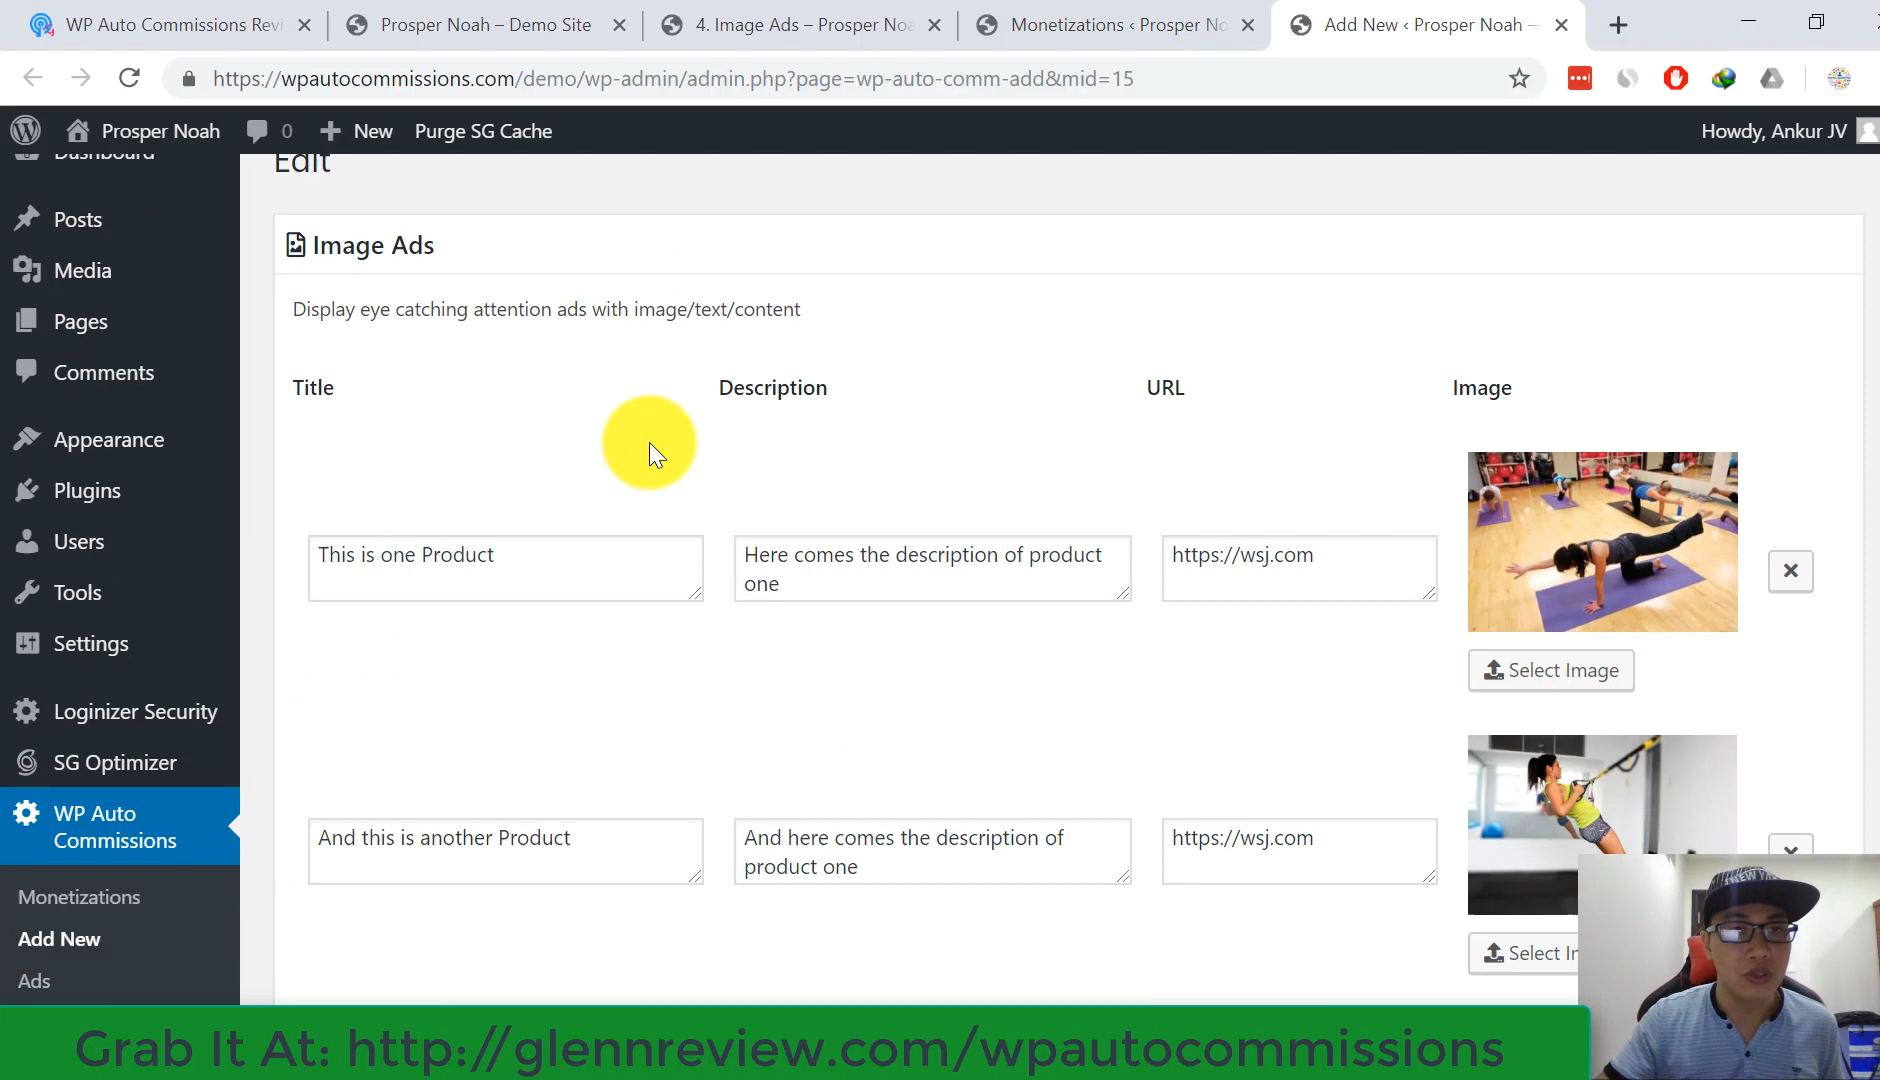 WP Auto Commissions Revi
Prosper Noah – Demo Site
4. Image Ads – Prosper Noa
Monetizations ‹ Prosper No
Add New ‹ Prosper Noah —
https://wpautocommissions.com/demo/wp-admin/admin.php?page=wp-auto-comm-add&mid=15
Prosper Noah
0
New
Purge SG Cache
Howdy, Ankur JV
Dashboard
Posts
Media
Pages
Comments
Appearance
Plugins
Users
Tools
Settings
Loginizer Security
SG Optimizer
WP Auto
Commissions
Monetizations
Add New
Ads
Edit
Image Ads
Display eye catching attention ads with image/text/content
Title
Description
URL
Image
This is one Product
Here comes the description of product
one
https://wsj.com
Select Image
And this is another Product
And here comes the description of
product one
https://wsj.com
Select Im
Grab It At: http://glennreview.com/wpautocommissions